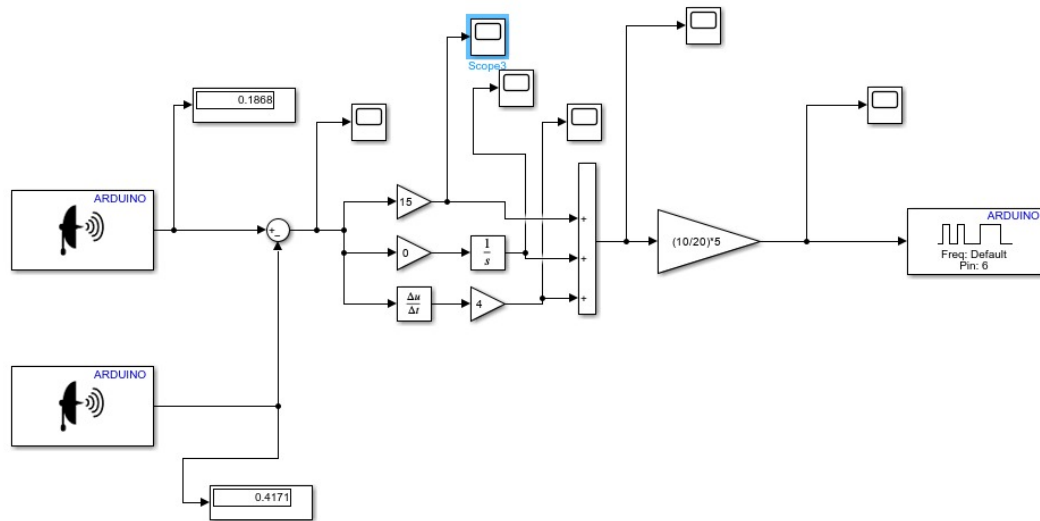 Scope3
0.1868
ARDUINO
+
−
15
0
1
s
Δu
Δt
4
+
+
+
(10/20)*5
ARDUINO
Freq: Default
Pin: 6
ARDUINO
0.4171